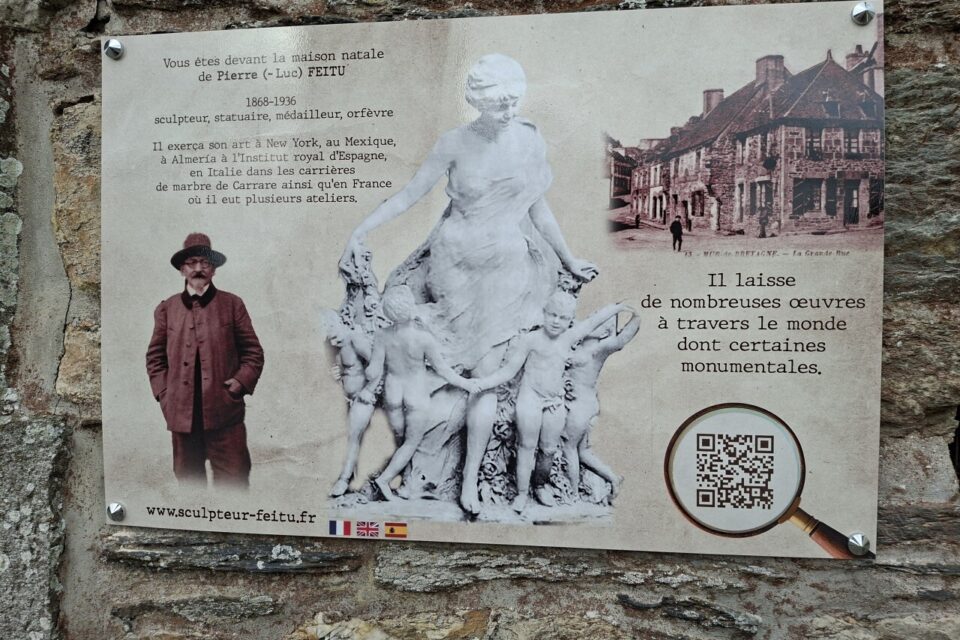 Vous êtes devant la maison natale
de Pierre (-Luc) FEITU
1868-1936
sculpteur, statuaire, médailleur, orfèvre
Il exerça son art à New York, au Mexique,
à Almería à l'Institut royal d'Espagne,
en Italie dans les carrières
de marbre de Carrare ainsi qu'en France
où il eut plusieurs ateliers.
13 - MUR-de-BRETAGNE. - La Grande Rue
Il laisse
de nombreuses œuvres
à travers le monde
dont certaines
monumentales.
www.sculpteur-feitu.fr